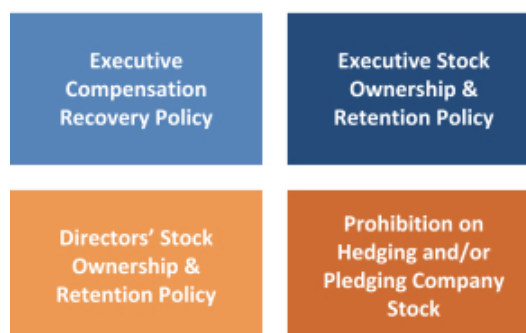 Executive
Compensation
Recovery Policy
Executive Stock
Ownership &
Retention Policy
Directors’ Stock
Ownership &
Retention Policy
Prohibition on
Hedging and/or
Pledging Company
Stock